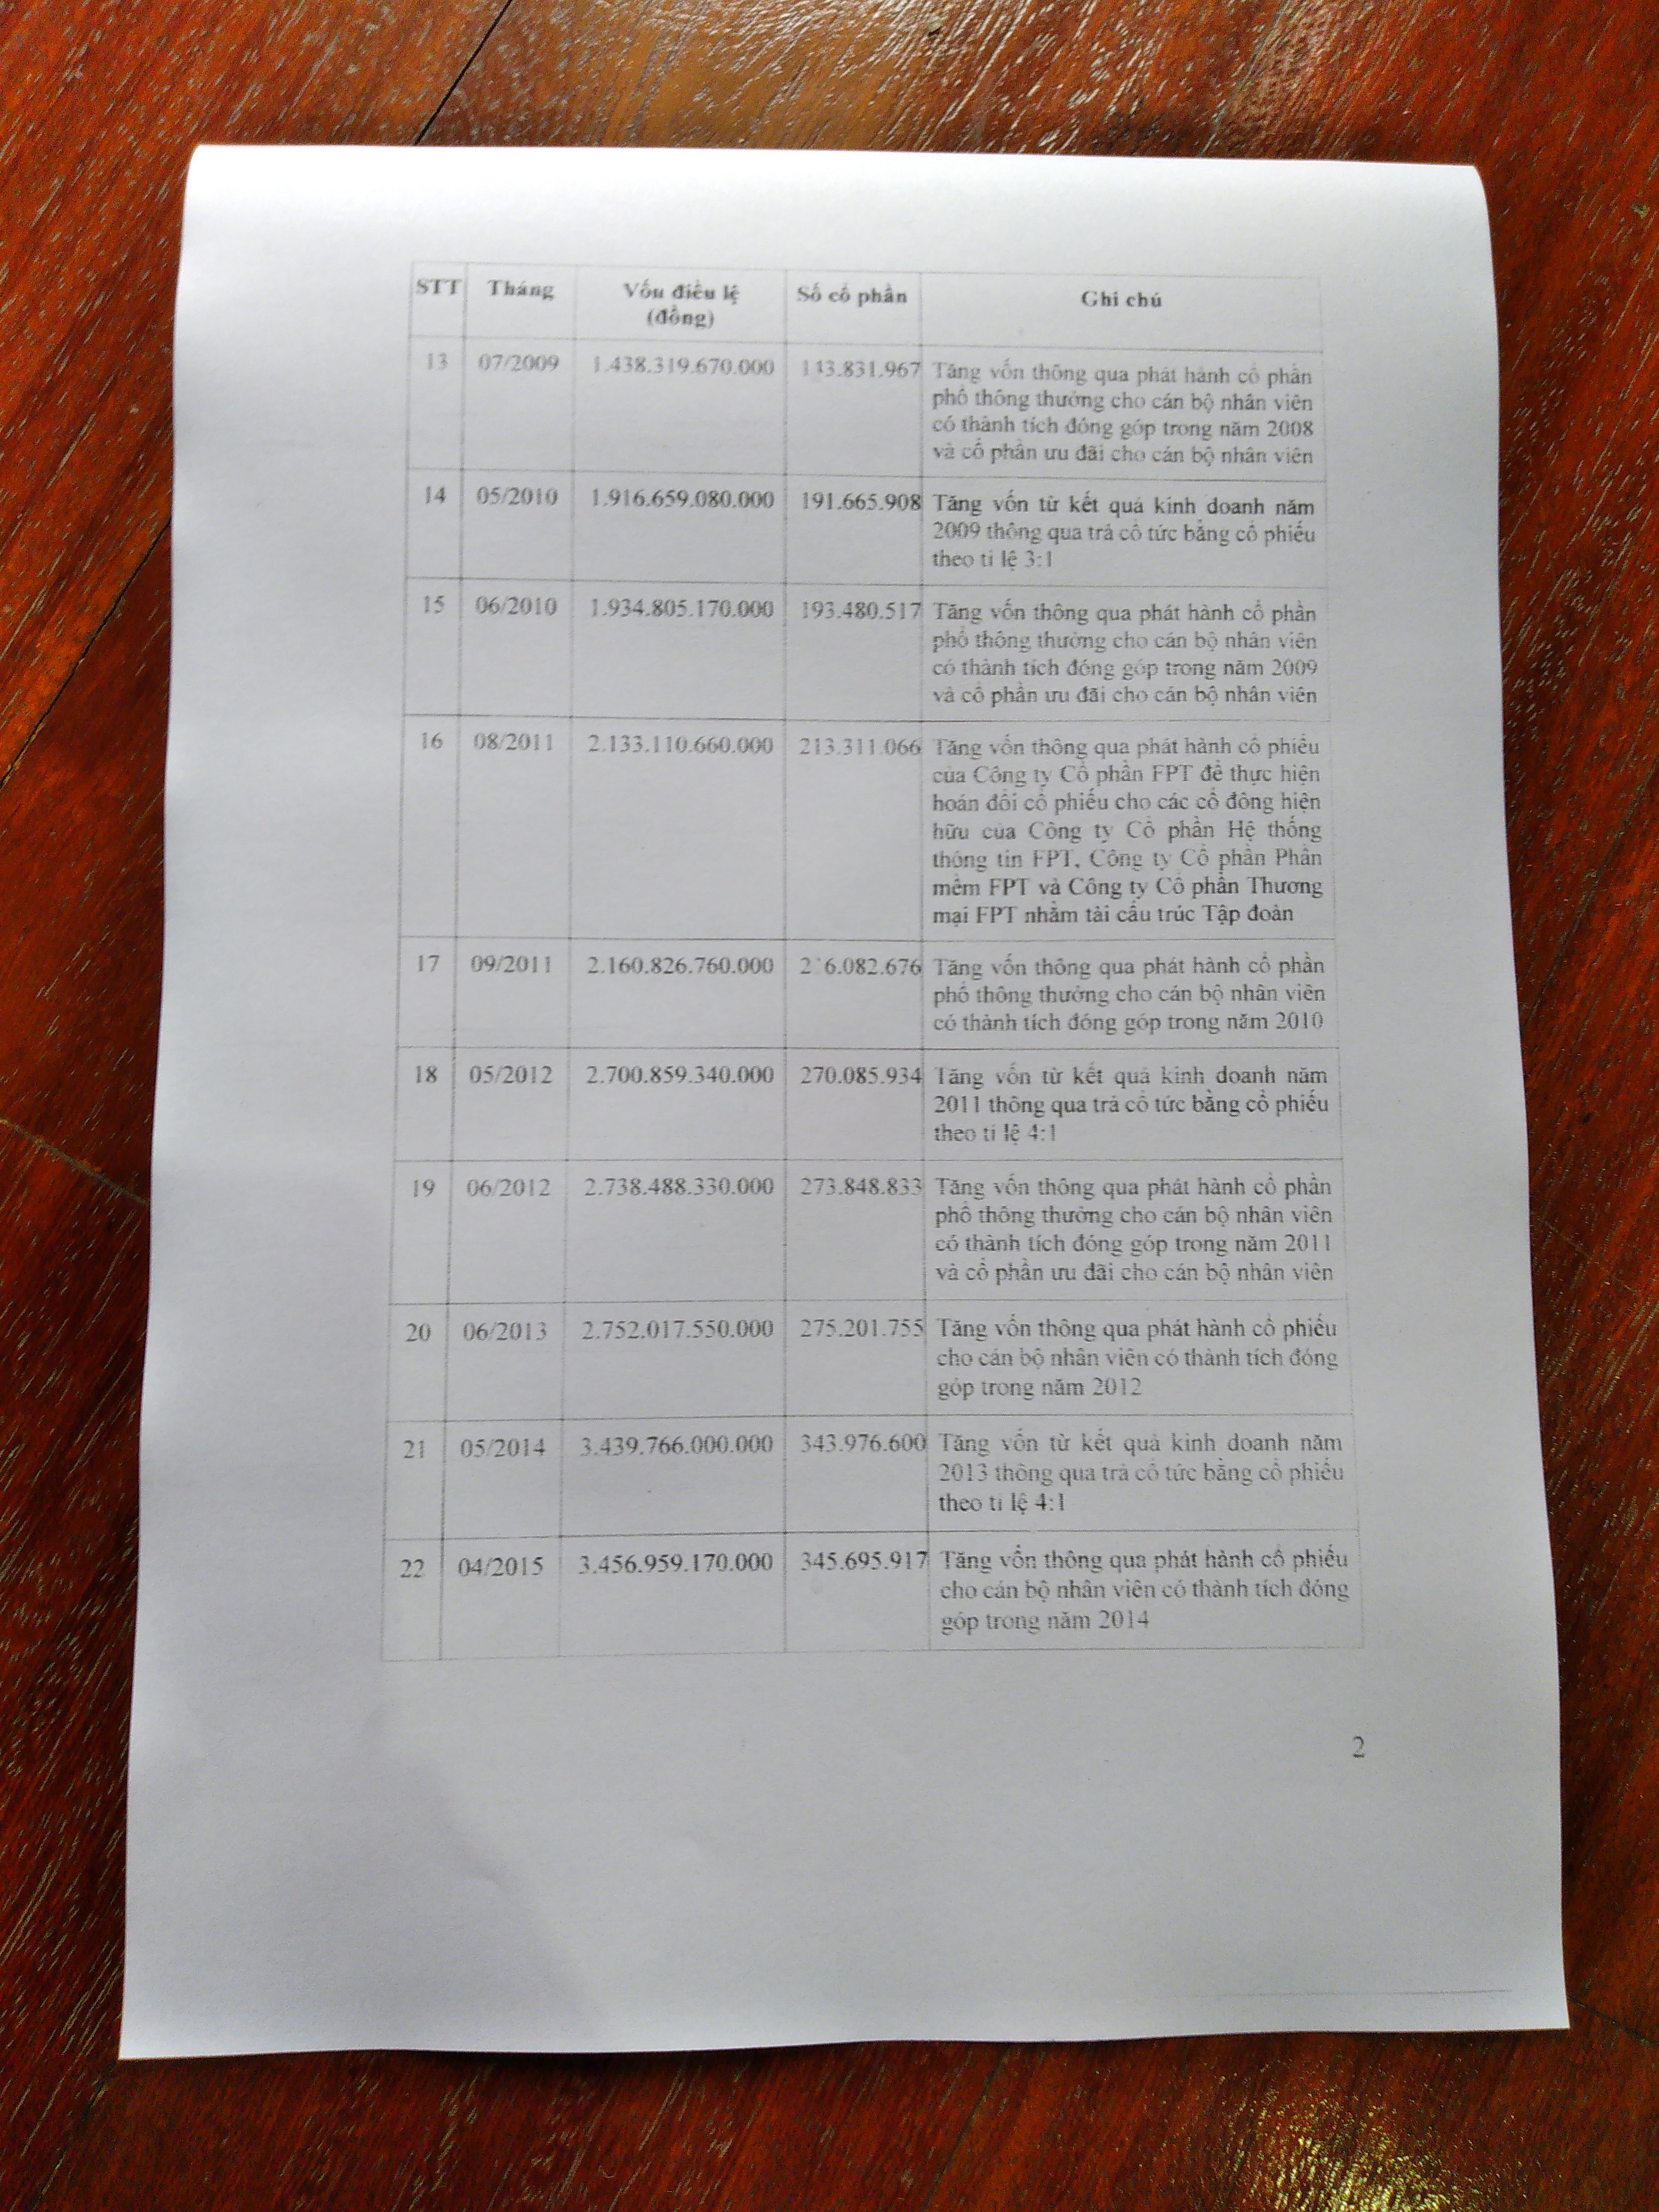 STT Tháng Vốn điều lệ Số cổ phần Ghi chú
(đồng)
13 07/2009 1.438.319.670.000 143.831.967 Tăng vốn thông qua phát hành cổ phần
phổ thông thưởng cho cán bộ nhân viên
có thành tích đóng góp trong năm 2008
và cổ phần ưu đãi cho cán bộ nhân viên
14 05/2010 1.916.659.080.000 191.665.908 Tăng vốn từ kết quả kinh doanh năm
2009 thông qua trả cổ tức bằng cổ phiếu
theo tỉ lệ 3:1
15 06/2010 1.934.805.170.000 193.480.517 Tăng vốn thông qua phát hành cổ phần
phổ thông thưởng cho cán bộ nhân viên
có thành tích đóng góp trong năm 2009
và cổ phần ưu đãi cho cán bộ nhân viên
16 08/2011 2.133.110.660.000 213.311.066 Tăng vốn thông qua phát hành cổ phiếu
của Công ty Cổ phần FPT để thực hiện
hoán đổi cổ phiếu cho các cổ đông hiện
hữu của Công ty Cổ phần Hệ thống
thông tin FPT, Công ty Cổ phần Phần
mềm FPT và Công ty Cổ phần Thương
mại FPT nhằm tái cấu trúc Tập đoàn
17 09/2011 2.160.826.760.000 216.082.676 Tăng vốn thông qua phát hành cổ phần
phổ thông thưởng cho cán bộ nhân viên
có thành tích đóng góp trong năm 2010
18 05/2012 2.700.859.340.000 270.085.934 Tăng vốn từ kết quả kinh doanh năm
2011 thông qua trả cổ tức bằng cổ phiếu
theo tỉ lệ 4:1
19 06/2012 2.738.488.330.000 273.848.833 Tăng vốn thông qua phát hành cổ phần
phổ thông thưởng cho cán bộ nhân viên
có thành tích đóng góp trong năm 2011
và cổ phần ưu đãi cho cán bộ nhân viên
20 06/2013 2.752.017.550.000 275.201.755 Tăng vốn thông qua phát hành cổ phiếu
cho cán bộ nhân viên có thành tích đóng
góp trong năm 2012
21 05/2014 3.439.766.000.000 343.976.600 Tăng vốn từ kết quả kinh doanh năm
2013 thông qua trả cổ tức bằng cổ phiếu
theo tỉ lệ 4:1
22 04/2015 3.456.959.170.000 345.695.917 Tăng vốn thông qua phát hành cổ phiếu
cho cán bộ nhân viên có thành tích đóng
góp trong năm 2014
2